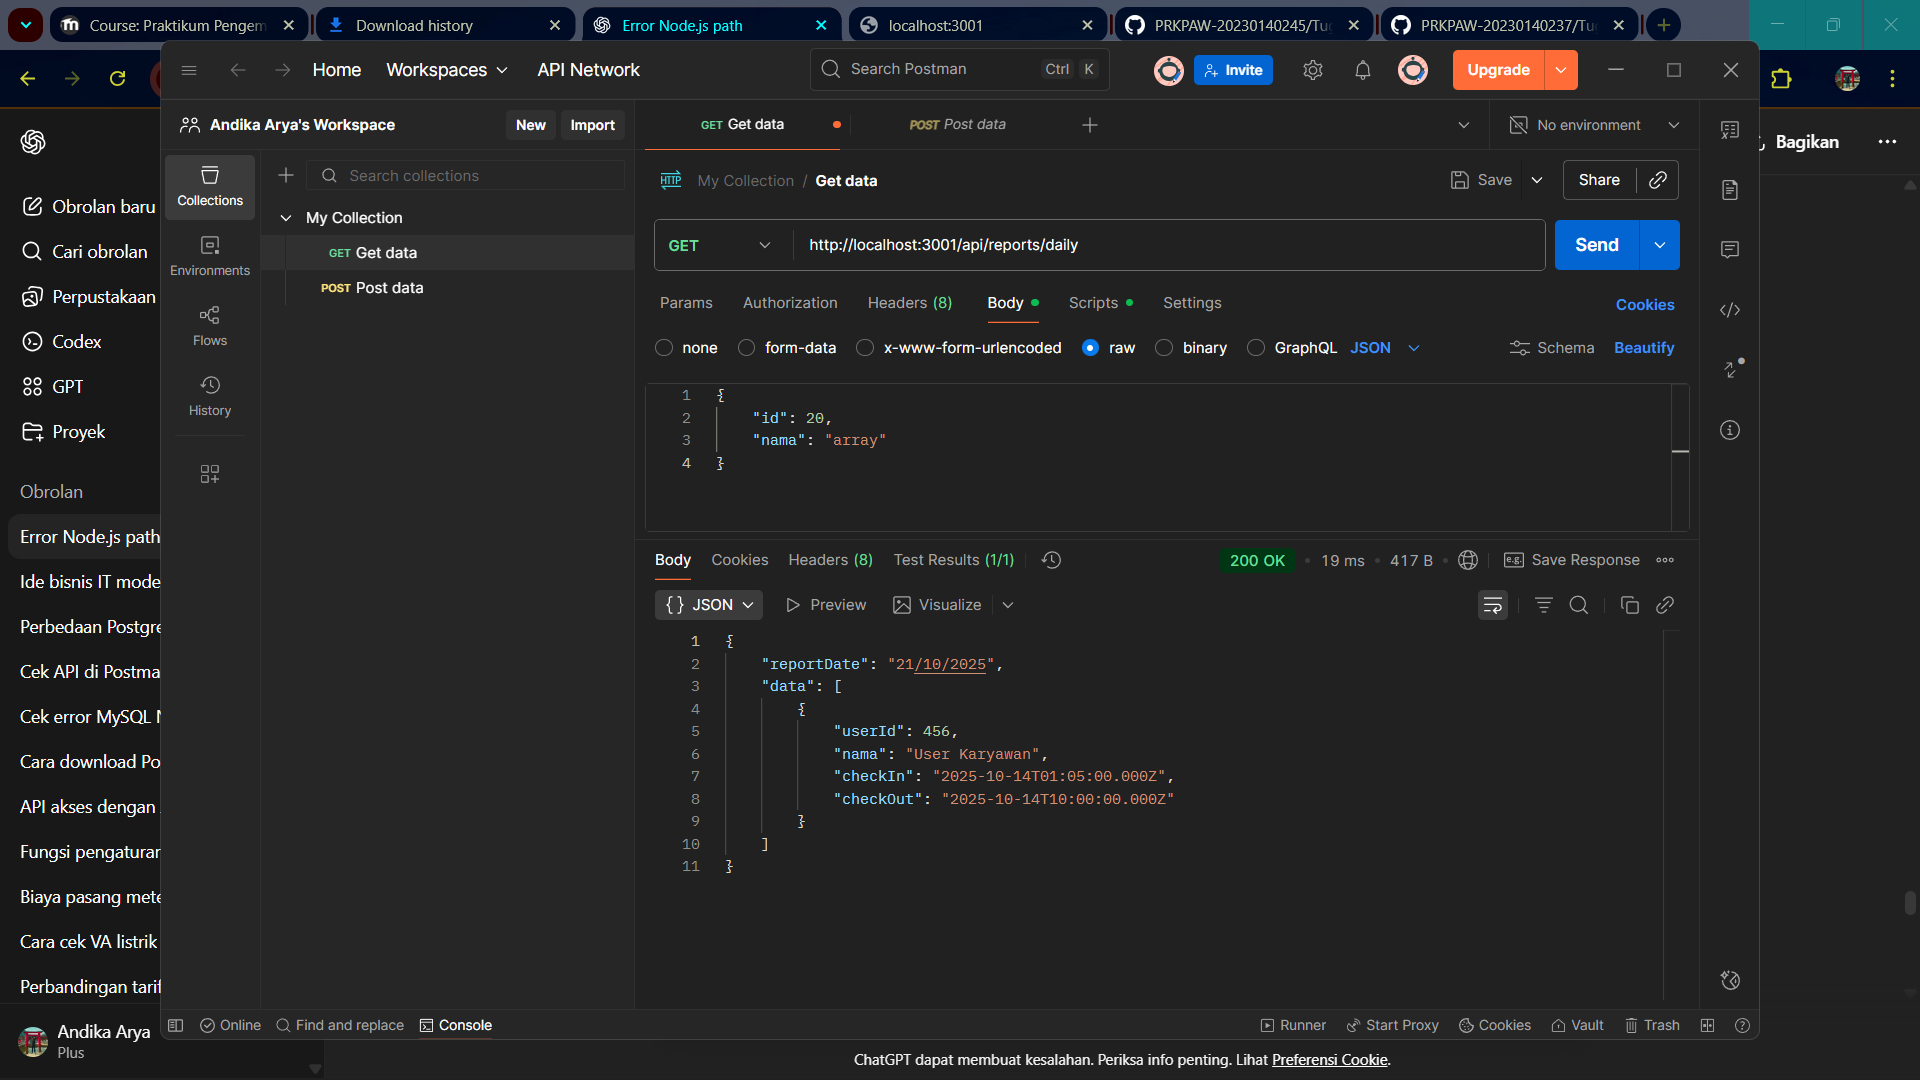 Course: Praktikum Pengem
Download history
Error Node.js path
localhost:3001
PRKPAW-20230140245/Tug
PRKPAW-20230140237/Tug
Home
Workspaces
API Network
Search Postman
Ctrl K
Invite
Upgrade
Andika Arya's Workspace
New
Import
GET Get data
POST Post data
No environment
Bagikan
Collections
Search collections
HTTP My Collection / Get data
Save
Share
Obrolan baru
My Collection
GET http://localhost:3001/api/reports/daily
Send
Cari obrolan
Environments
GET Get data
Perpustakaan
POST Post data
Params
Authorization
Headers (8)
Body
Scripts
Settings
Cookies
Codex
Flows
none
form-data
x-www-form-urlencoded
raw
binary
GraphQL
JSON
Schema
Beautify
GPT
History
1 {
2 "id": 20,
3 "nama": "array"
4 }
Proyek
Obrolan
Error Node.js path
Ide bisnis IT mode
Perbedaan Postgre
Cek API di Postma
Cek error MySQL N
Cara download Po
API akses dengan
Fungsi pengaturan
Biaya pasang mete
Cara cek VA listrik
Perbandingan tarif
Body
Cookies
Headers (8)
Test Results (1/1)
200 OK
19 ms
417 B
e.g. Save Response
{} JSON
Preview
Visualize
1 {
2 "reportDate": "21/10/2025",
3 "data": [
4 {
5 "userId": 456,
6 "nama": "User Karyawan",
7 "checkIn": "2025-10-14T01:05:00.000Z",
8 "checkOut": "2025-10-14T10:00:00.000Z"
9 }
10 ]
11 }
Andika Arya
Plus
Online
Find and replace
Console
Runner
Start Proxy
Cookies
Vault
Trash
ChatGPT dapat membuat kesalahan. Periksa info penting. Lihat Preferensi Cookie.